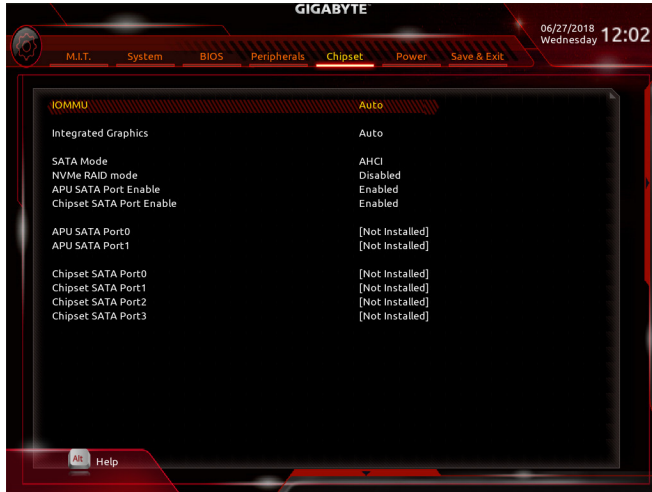 GIGABYTE™
06/27/2018
Wednesday 12:02
M.I.T. System BIOS Peripherals Chipset Power Save & Exit
IOMMU Auto
Integrated Graphics Auto
SATA Mode AHCI
NVMe RAID mode Disabled
APU SATA Port Enable Enabled
Chipset SATA Port Enable Enabled
APU SATA Port0 [Not Installed]
APU SATA Port1 [Not Installed]
Chipset SATA Port0 [Not Installed]
Chipset SATA Port1 [Not Installed]
Chipset SATA Port2 [Not Installed]
Chipset SATA Port3 [Not Installed]
Alt Help